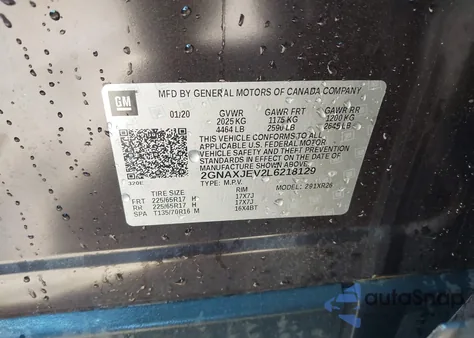 MFD BY GENERAL MOTORS OF CANADA COMPANY
GM
01/20 GVWR GAWR FRT GAWR RR
2025 KG 1175 KG 1200 KG
4464 LB 2590 LB 2645 LB
THIS VEHICLE CONFORMS TO ALL
APPLICABLE U.S. FEDERAL MOTOR
VEHICLE SAFETY AND THEFT PREVENTION
STANDARDS IN EFFECT ON THE DATE OF
MANUFACTURE SHOWN ABOVE.
2GNAXJEV2L6218129
TYPE: M.P.V. MODEL: Z91XR26
TIRE SIZE RIM
FRT 225/65R17 H 17X7J
RR 225/65R17 H 17X7J
SPA T135/70R16 M 16X4BT
autoSnap